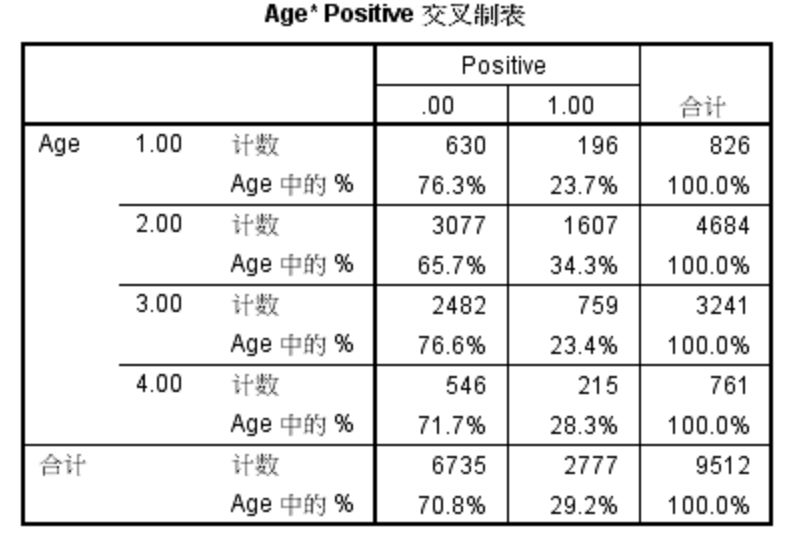 Age* Positive 交叉制表
Positive
.00 1.00 合计
Age 1.00 计数 630 196 826
Age 中的 % 76.3% 23.7% 100.0%
2.00 计数 3077 1607 4684
Age 中的 % 65.7% 34.3% 100.0%
3.00 计数 2482 759 3241
Age 中的 % 76.6% 23.4% 100.0%
4.00 计数 546 215 761
Age 中的 % 71.7% 28.3% 100.0%
合计 计数 6735 2777 9512
Age 中的 % 70.8% 29.2% 100.0%